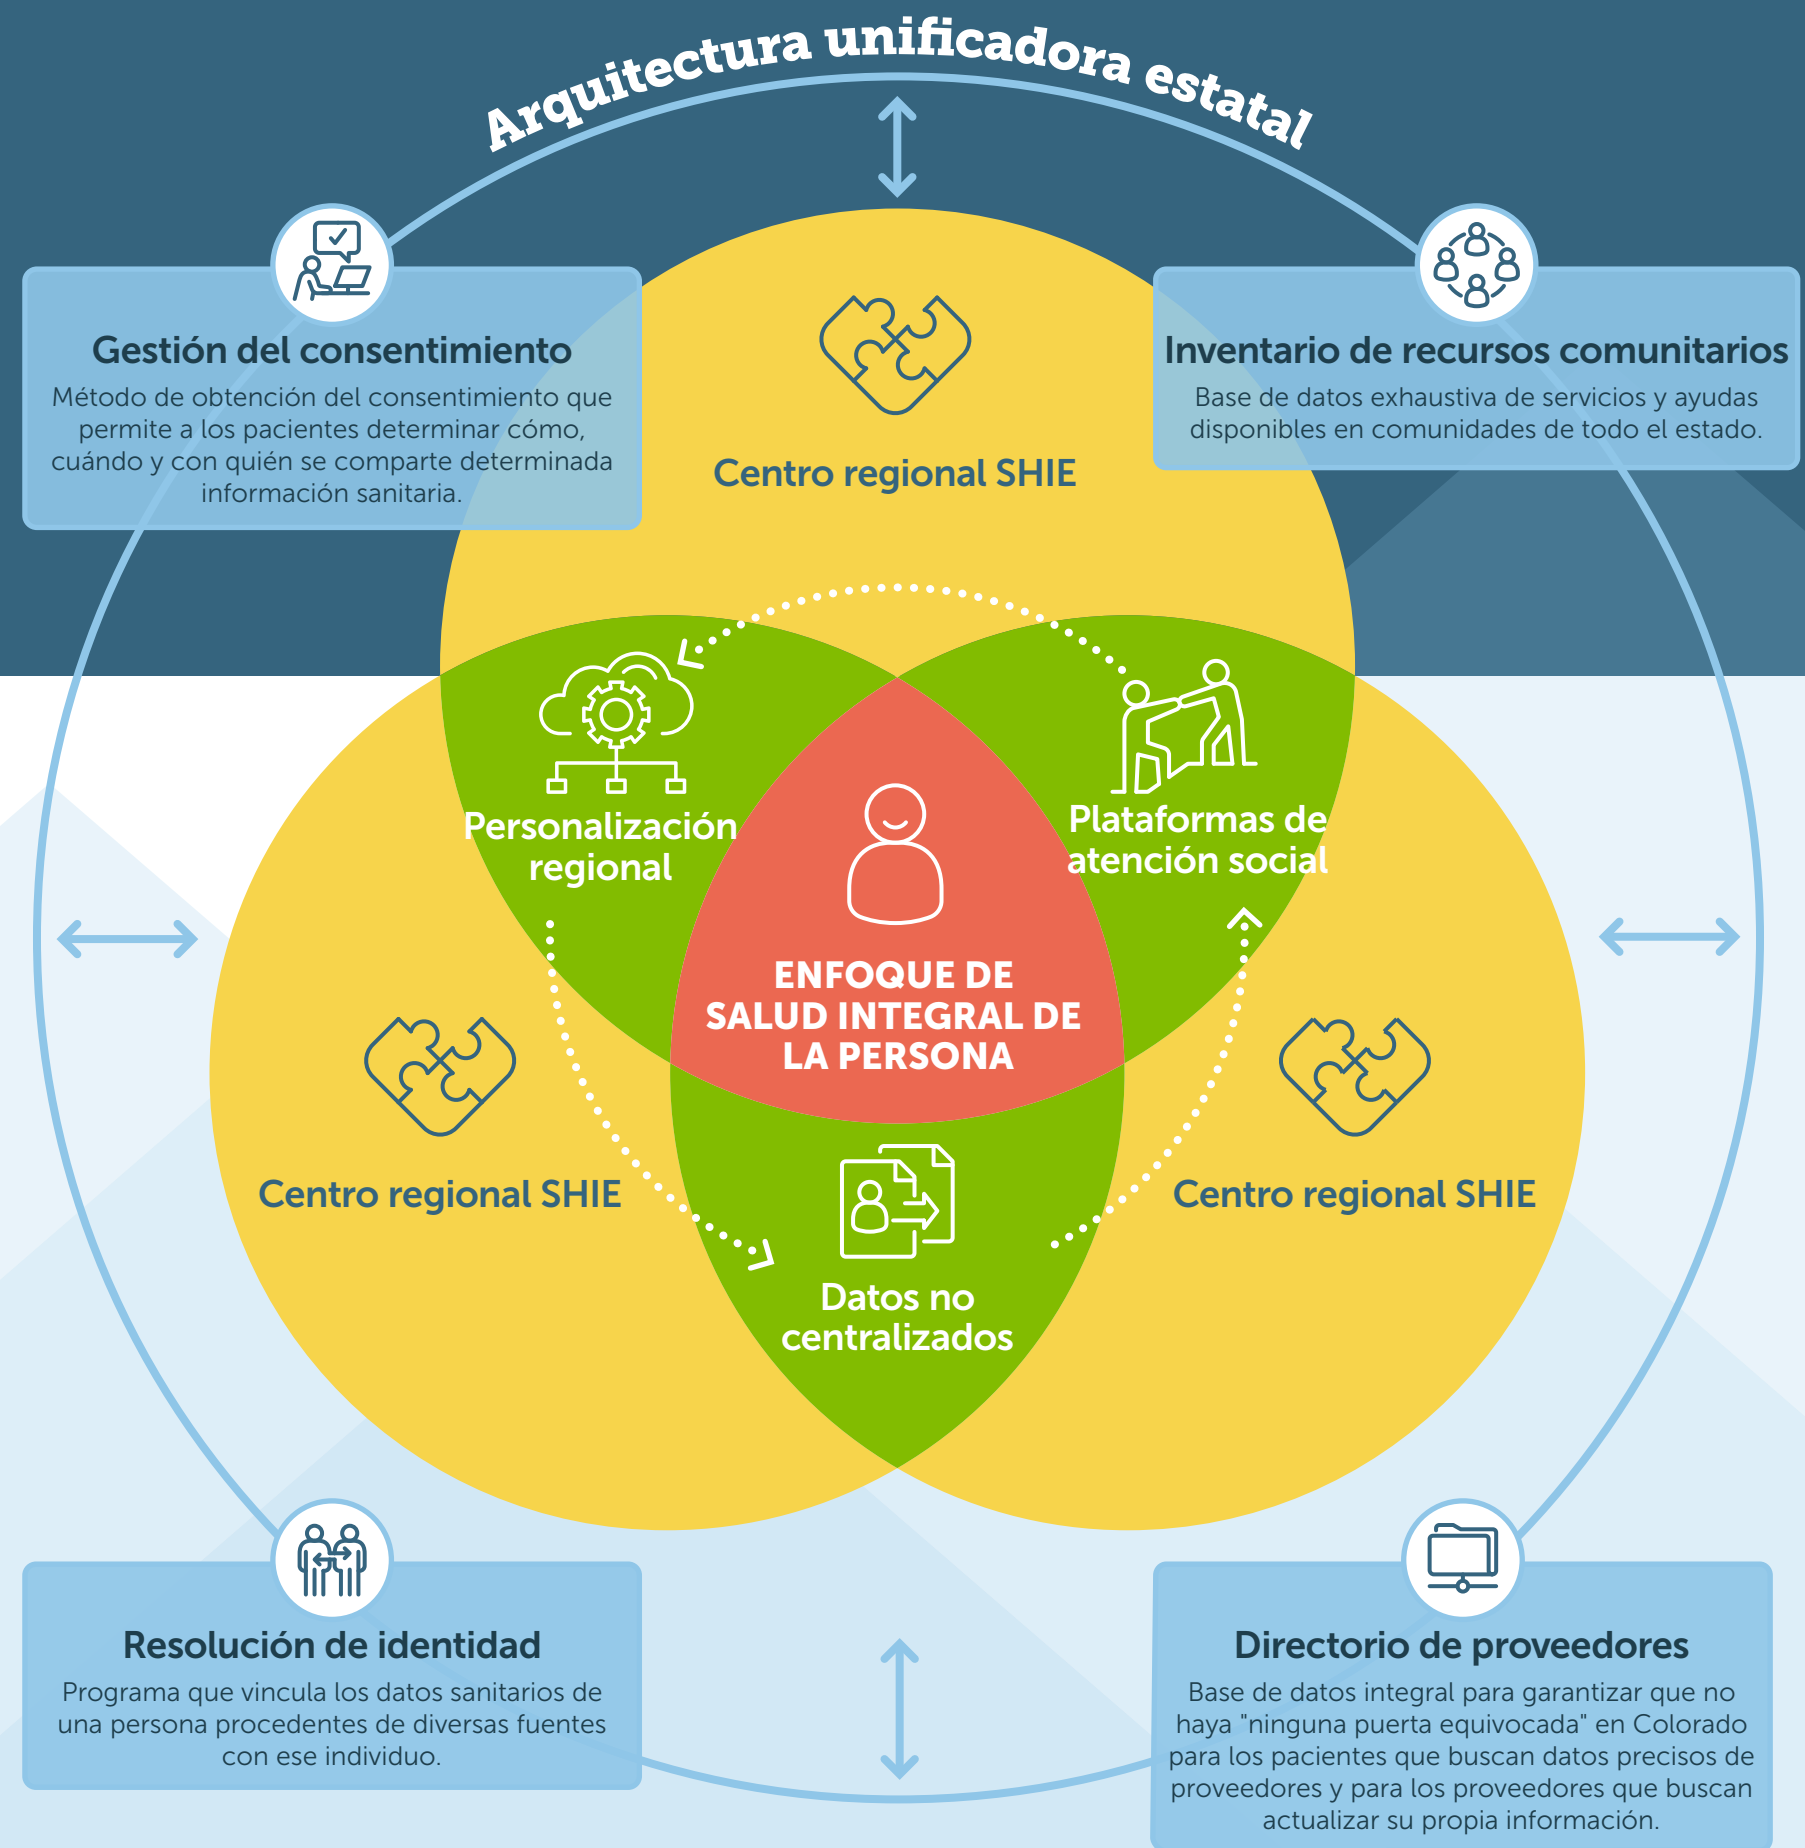 Arquitectura unificadora estatal
Gestión del consentimiento
Método de obtención del consentimiento que
permite a los pacientes determinar cómo,
cuándo y con quién se comparte determinada
información sanitaria.
Inventario de recursos comunitarios
Base de datos exhaustiva de servicios y ayudas
disponibles en comunidades de todo el estado.
Centro regional SHIE
Personalización
regional
Plataformas de
atención social
ENFOQUE DE
SALUD INTEGRAL DE
LA PERSONA
Centro regional SHIE
Centro regional SHIE
Datos no
centralizados
Resolución de identidad
Programa que vincula los datos sanitarios de
una persona procedentes de diversas fuentes
con ese individuo.
Directorio de proveedores
Base de datos integral para garantizar que no
haya "ninguna puerta equivocada" en Colorado
para los pacientes que buscan datos precisos de
proveedores y para los proveedores que buscan
actualizar su propia información.